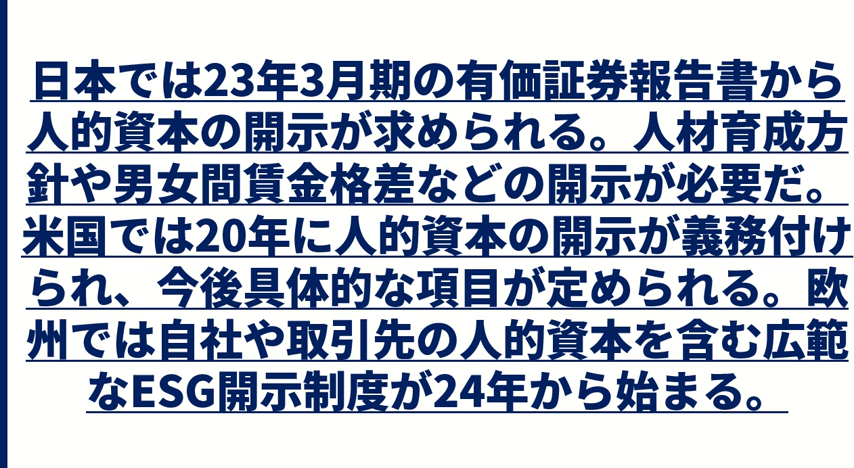 日本では23年3月期の有価証券報告書から
人的資本の開示が求められる。人材育成方
針や男女間賃金格差などの開示が必要だ。
米国では20年に人的資本の開示が義務付け
られ、今後具体的な項目が定められる。欧
州では自社や取引先の人的資本を含む広範
なESG開示制度が24年から始まる。